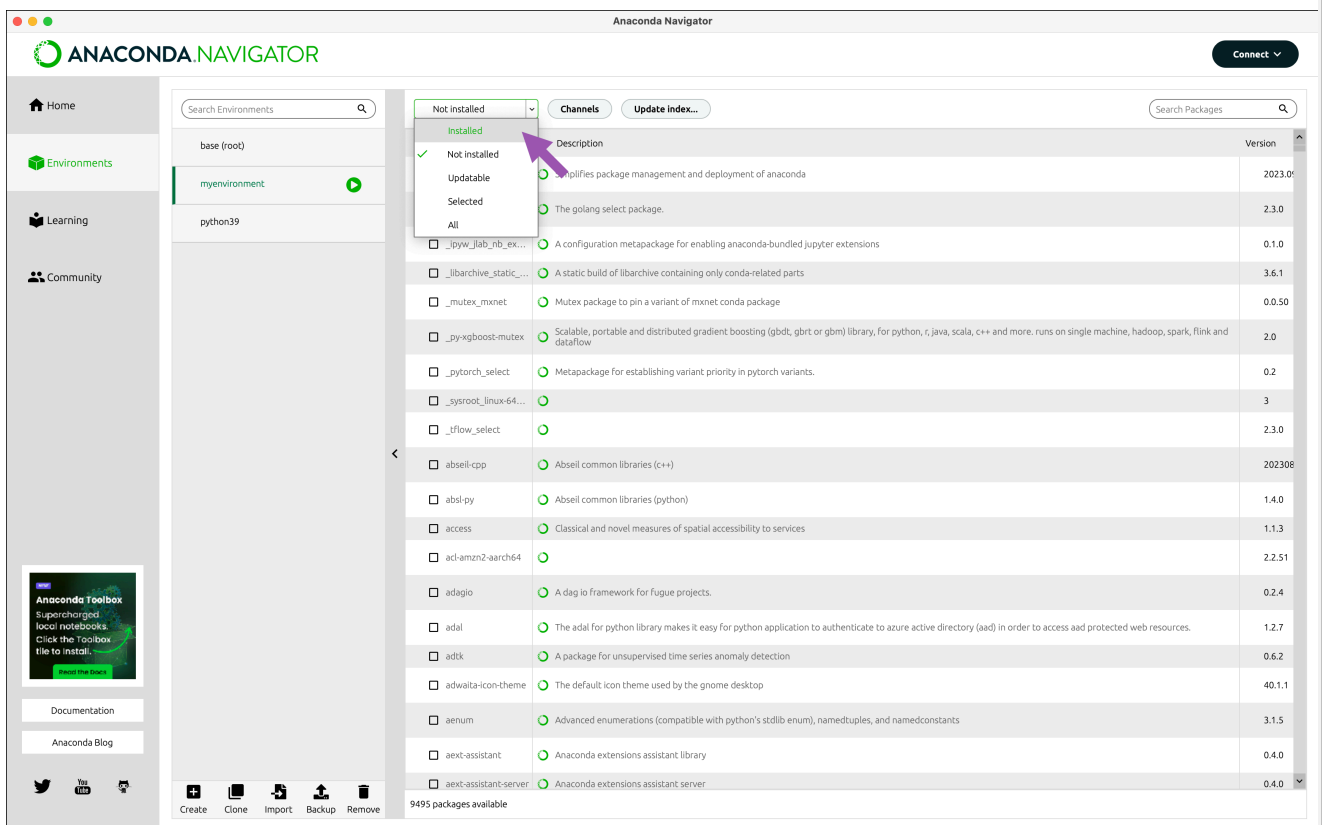 Anaconda Navigator
ANACONDA.NAVIGATOR
Connect
Home
Environments
Learning
Community
NEW
Anaconda Toolbox
Supercharged
local notebooks.
Click the Toolbox
tile to install.
Read the Docs
Documentation
Anaconda Blog
You
Tube
Search Environments
base (root)
myenvironment
python39
Create Clone Import Backup Remove
Not installed
Channels
Update index...
Search Packages
Installed
Not installed
Updatable
Selected
All
Description Version
Simplifies package management and deployment of anaconda 2023.09
The golang select package. 2.3.0
_ipyw_jlab_nb_ex... A configuration metapackage for enabling anaconda-bundled jupyter extensions 0.1.0
_libarchive_static_... A static build of libarchive containing only conda-related parts 3.6.1
_mutex_mxnet Mutex package to pin a variant of mxnet conda package 0.0.50
_py-xgboost-mutex Scalable, portable and distributed gradient boosting (gbdt, gbrt or gbm) library, for python, r, java, scala, c++ and more. runs on single machine, hadoop, spark, flink and 2.0
dataflow
_pytorch_select Metapackage for establishing variant priority in pytorch variants. 0.2
_sysroot_linux-64... 3
_tflow_select 2.3.0
abseil-cpp Abseil common libraries (c++) 202308
absl-py Abseil common libraries (python) 1.4.0
access Classical and novel measures of spatial accessibility to services 1.1.3
acl-amzn2-aarch64 2.2.51
adagio A dag io framework for fugue projects. 0.2.4
adal The adal for python library makes it easy for python application to authenticate to azure active directory (aad) in order to access aad protected web resources. 1.2.7
adtk A package for unsupervised time series anomaly detection 0.6.2
adwaita-icon-theme The default icon theme used by the gnome desktop 40.1.1
aenum Advanced enumerations (compatible with python's stdlib enum), namedtuples, and namedconstants 3.1.5
aext-assistant Anaconda extensions assistant library 0.4.0
aext-assistant-server Anaconda extensions assistant server 0.4.0
9495 packages available